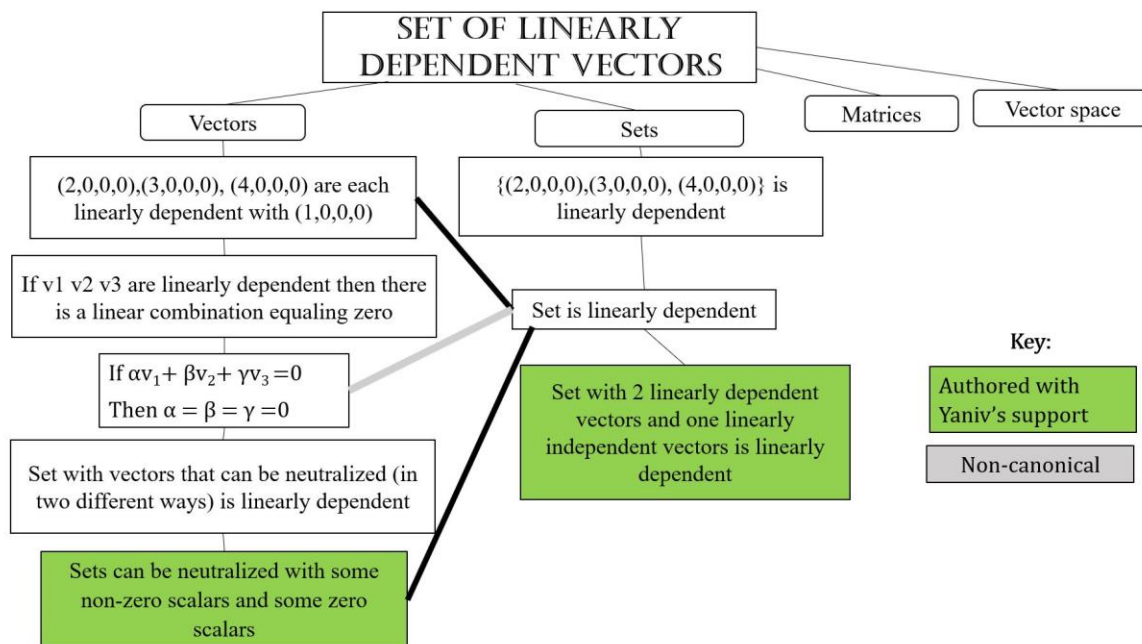 SET OF LINEARLY
DEPENDENT VECTORS
Vectors
Sets
Matrices
Vector space
(2,0,0,0),(3,0,0,0), (4,0,0,0) are each
linearly dependent with (1,0,0,0)
{(2,0,0,0),(3,0,0,0), (4,0,0,0)} is
linearly dependent
If v1 v2 v3 are linearly dependent then there
is a linear combination equaling zero
Set is linearly dependent
If αv₁+ βv₂+ γv₃ =0
Then α = β = γ =0
Set with 2 linearly dependent
vectors and one linearly
independent vectors is linearly
dependent
Set with vectors that can be neutralized (in
two different ways) is linearly dependent
Sets can be neutralized with some
non-zero scalars and some zero
scalars
Key:
Authored with
Yaniv’s support
Non-canonical